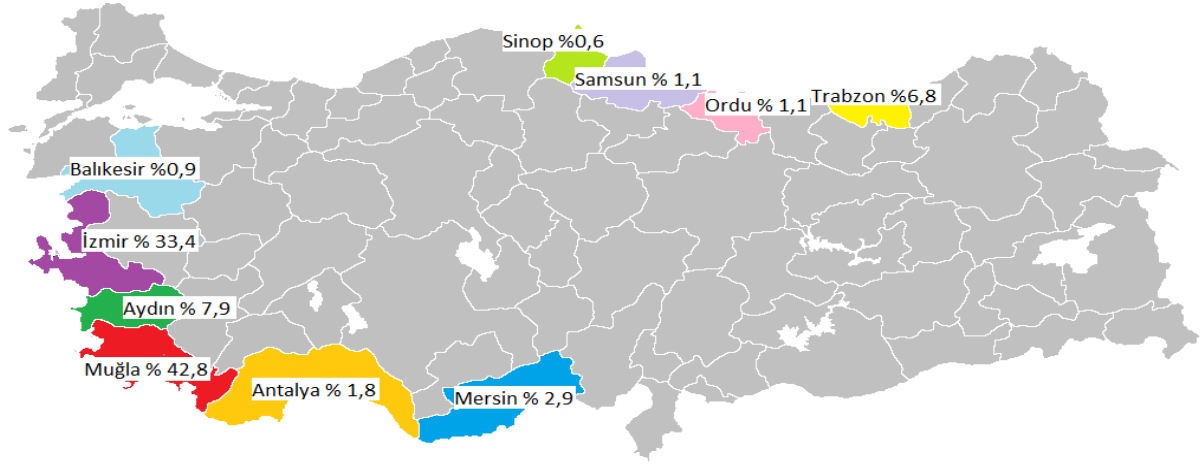 Sinop %0,6
Samsun % 1,1
Ordu % 1,1
Trabzon %6,8
Balıkesir %0,9
İzmir % 33,4
Aydın % 7,9
Muğla % 42,8
Antalya % 1,8
Mersin % 2,9